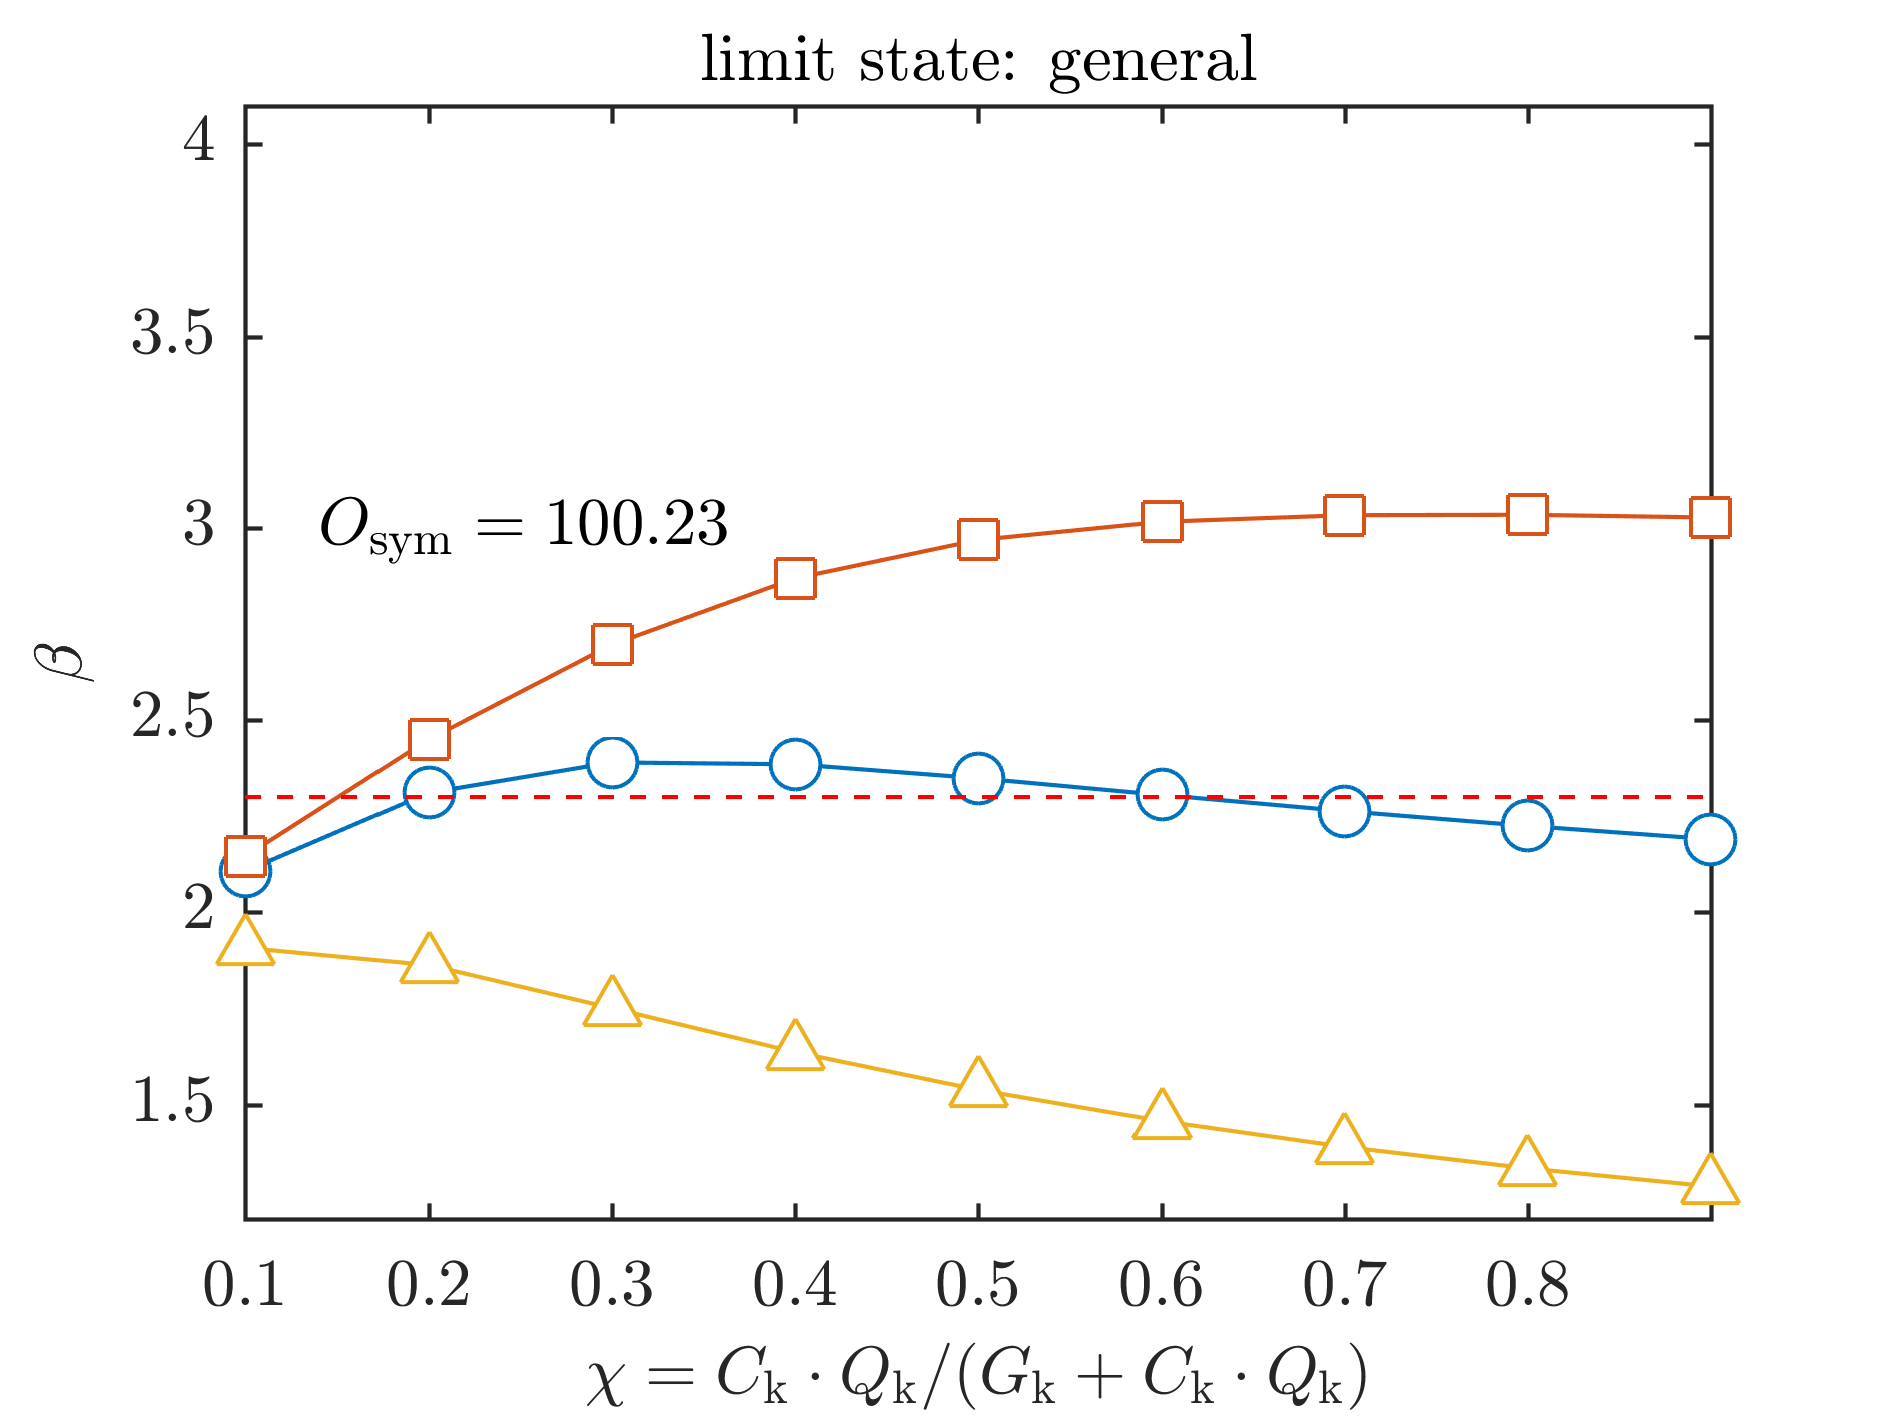 limit state: general
4
3.5
3
2.5
2
1.5
β
O_sym = 100.23
0.1 0.2 0.3 0.4 0.5 0.6 0.7 0.8
χ = C_k · Q_k/(G_k + C_k · Q_k)